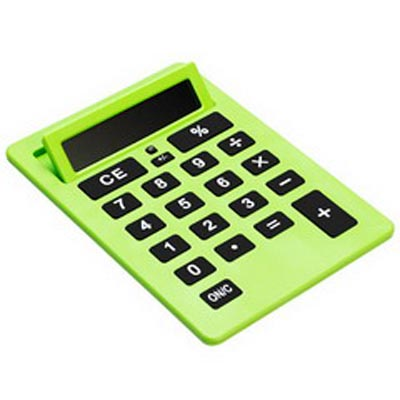 CE +/- %
7 8 9 ÷
4 5 6 ×
1 2 3 −
0 • = +
ON/C